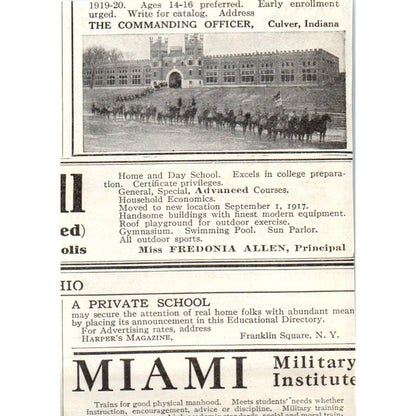 1919-20. Ages 14-16 preferred. Early enrollment
urged. Write for catalog. Address
THE COMMANDING OFFICER, Culver, Indiana
ll
ed)
olis
Home and Day School. Excels in college prepara-
tion. Certificate privileges.
General, Special, Advanced Courses.
Household Economics.
Moved to new location September 1, 1917.
Handsome buildings with finest modern equipment.
Roof playground for outdoor exercise.
Gymnasium. Swimming Pool. Sun Parlor.
All outdoor sports.
Miss FREDONIA ALLEN, Principal
HIO
A PRIVATE SCHOOL
may secure the attention of real home folks with abundant mean
by placing its announcement in this Educational Directory.
For Advertising rates, address
HARPER'S MAGAZINE, Franklin Square, N. Y.
MIAMI Military
Institute
Trains for good physical manhood. Meets students' needs whether
instruction, encouragement, advice or discipline. Military training